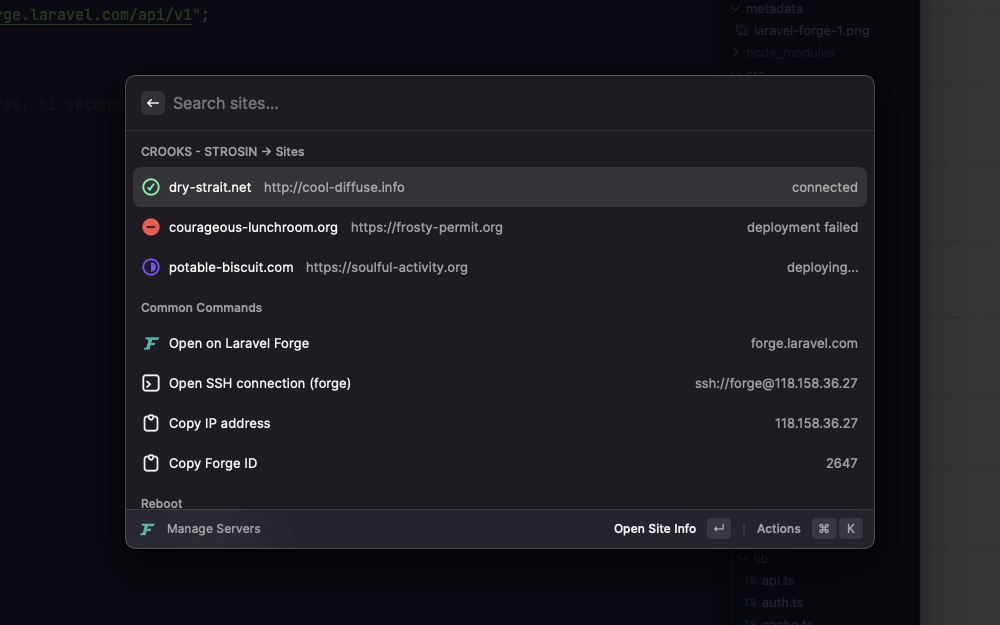 rge.laravel.com/api/v1";
metadata
laravel-forge-1.png
node_modules
You, 51 seconds
Search sites...
CROOKS - STROSIN → Sites
dry-strait.net http://cool-diffuse.info connected
courageous-lunchroom.org https://frosty-permit.org deployment failed
potable-biscuit.com https://soulful-activity.org deploying...
Common Commands
Open on Laravel Forge forge.laravel.com
Open SSH connection (forge) ssh://forge@118.158.36.27
Copy IP address 118.158.36.27
Copy Forge ID 2647
Reboot
Manage Servers Open Site Info ↵ | Actions ⌘ K
lib
TS api.ts
TS auth.ts
TS cache.ts